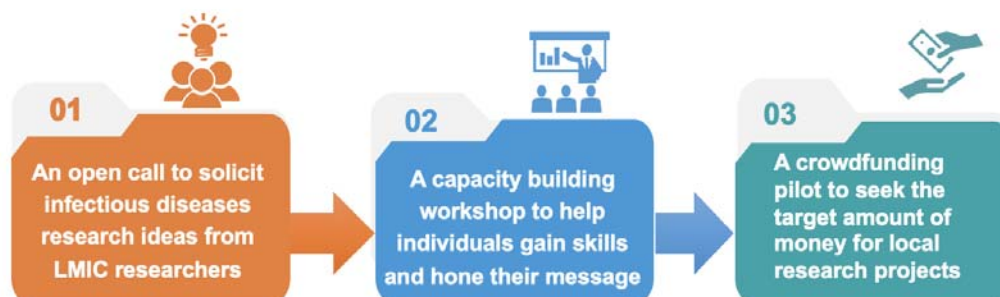 01
An open call to solicit
infectious diseases
research ideas from
LMIC researchers
02
A capacity building
workshop to help
individuals gain skills
and hone their message
03
A crowdfunding
pilot to seek the
target amount of
money for local
research projects